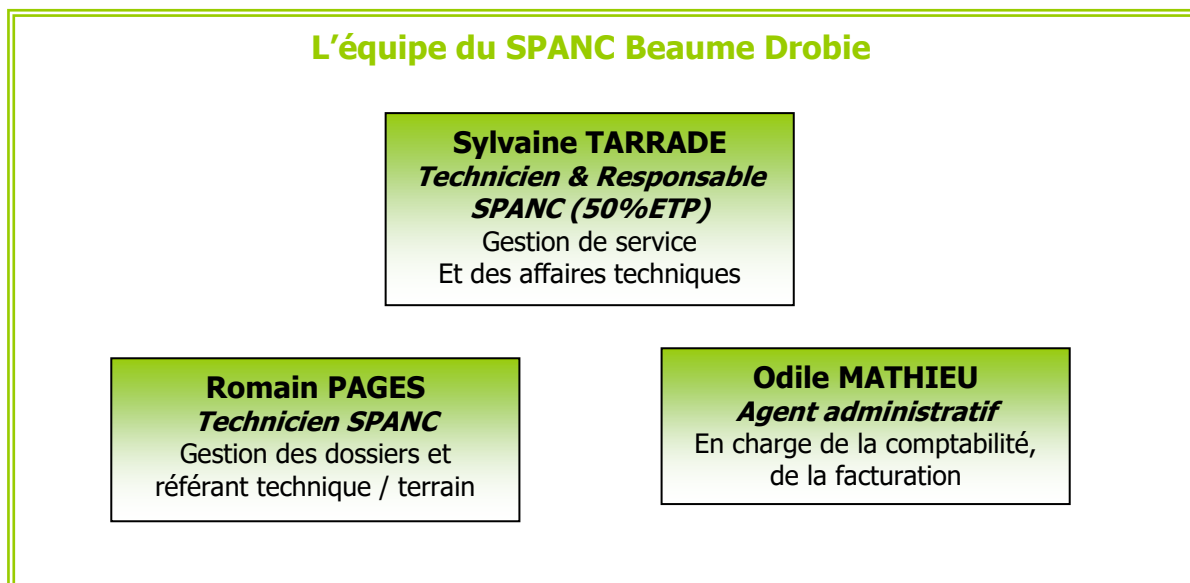 L'équipe du SPANC Beaume Drobie
Sylvaine TARRADE
Technicien & Responsable
SPANC (50%ETP)
Gestion de service
Et des affaires techniques
Romain PAGES
Technicien SPANC
Gestion des dossiers et
référant technique / terrain
Odile MATHIEU
Agent administratif
En charge de la comptabilité,
de la facturation